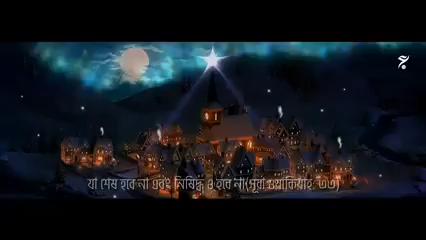 যা শেষ হবে না এবং নিষিদ্ধ ও হবে না(সূরা ওয়াকিয়াহ: ৩৩)